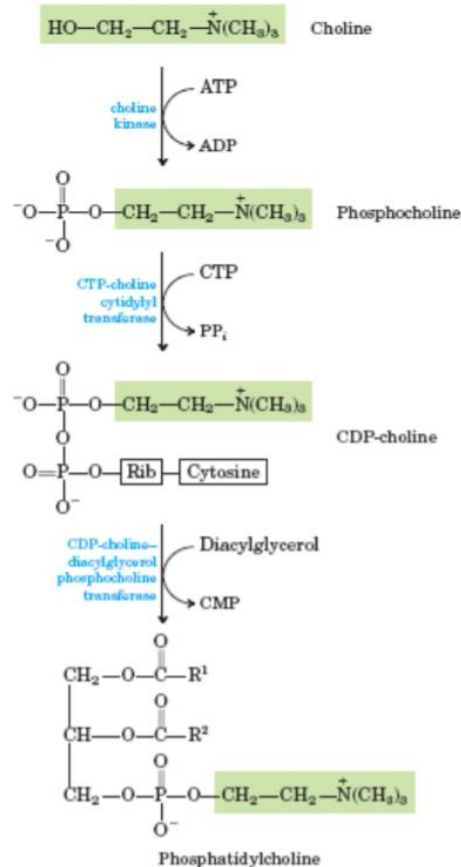 HO—CH₂—CH₂—N⁺(CH₃)₃ Choline
choline
kinase
ATP
ADP
O
⁻O—P—O—CH₂—CH₂—N⁺(CH₃)₃ Phosphocholine
⁻O
CTP-choline
cytidylyl
transferase
CTP
PPᵢ
O
⁻O—P—O—CH₂—CH₂—N⁺(CH₃)₃
O
CDP-choline
O=P—O—Rib—Cytosine
O⁻
CDP-choline–
diacylglycerol
phosphocholine
transferase
Diacylglycerol
CMP
O
CH₂—O—C—R¹
O
CH—O—C—R²
O
CH₂—O—P—O—CH₂—CH₂—N⁺(CH₃)₃
O⁻
Phosphatidylcholine